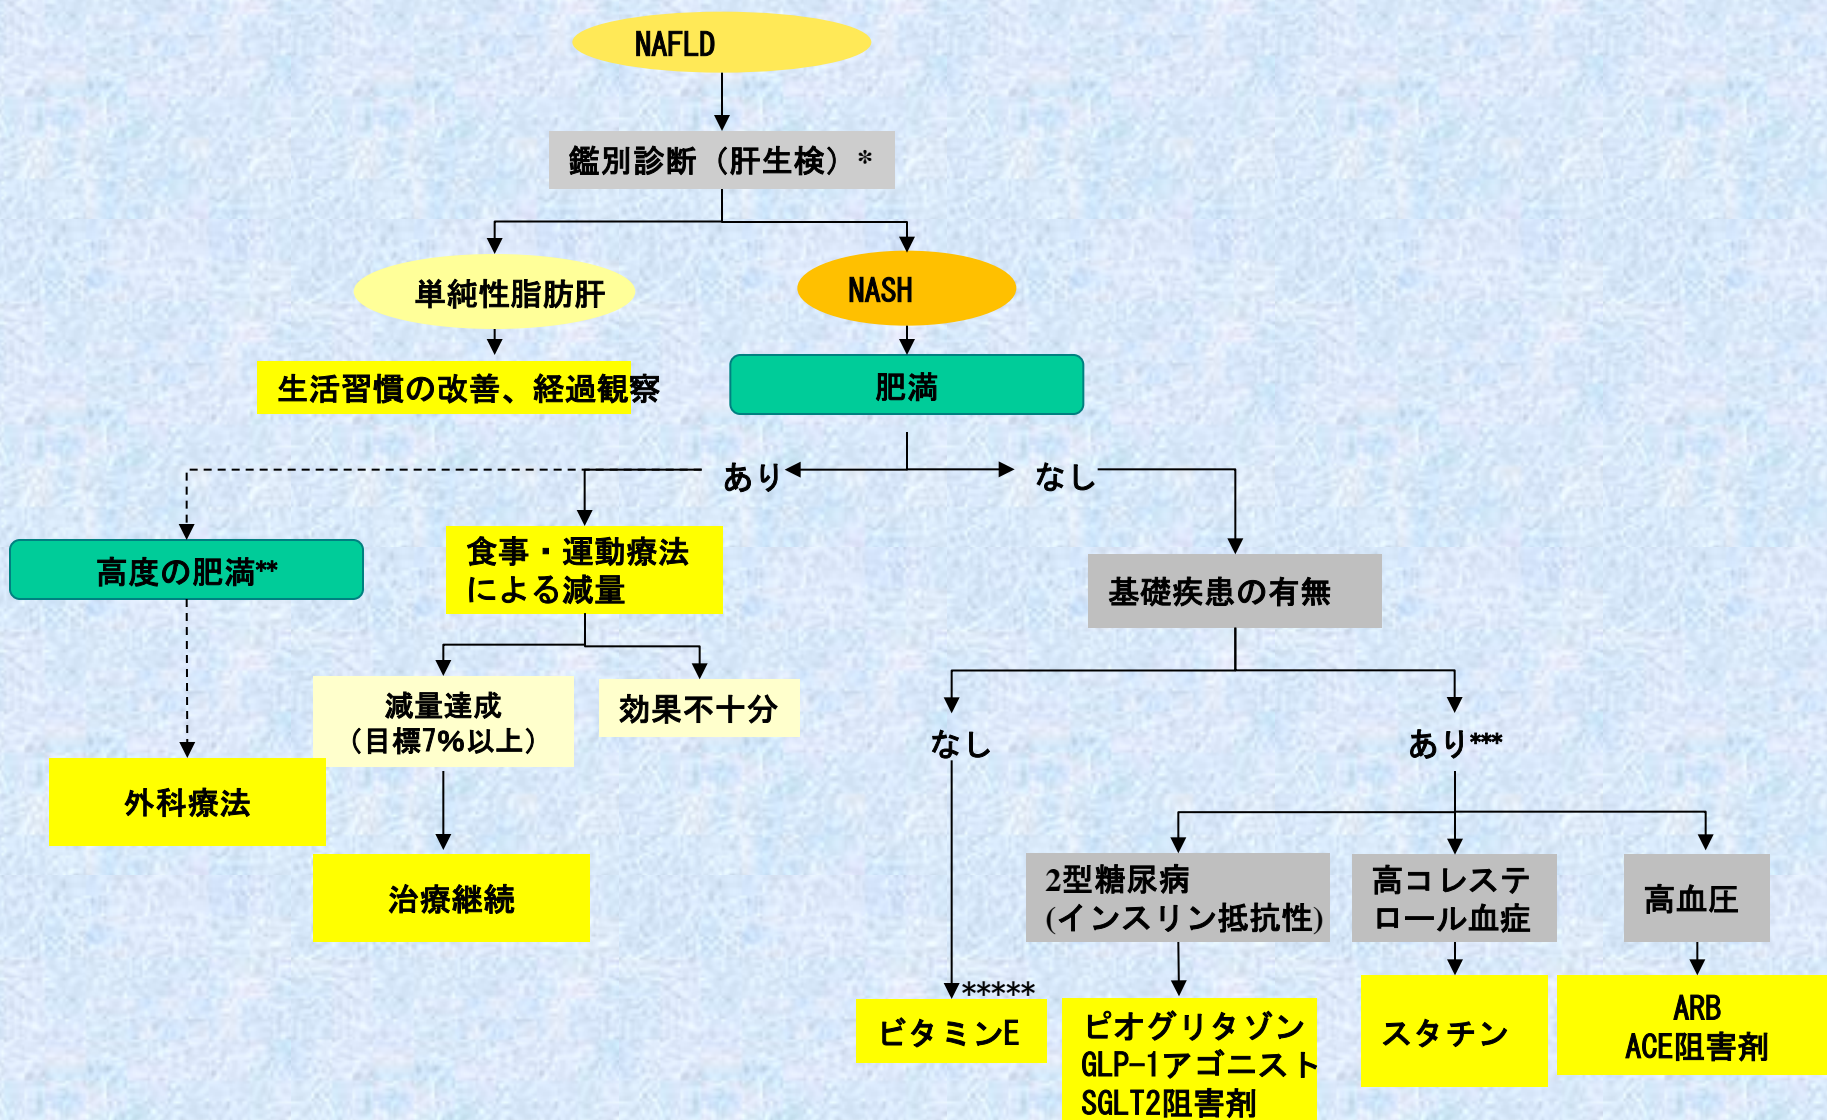 NAFLD
鑑別診断（肝生検）*
単純性脂肪肝
NASH
生活習慣の改善、経過観察
肥満
あり
なし
高度の肥満**
食事・運動療法
による減量
基礎疾患の有無
減量達成
（目標7%以上）
効果不十分
なし
あり***
外科療法
治療継続
2型糖尿病
(インスリン抵抗性)
高コレステ
ロール血症
高血圧
*****
ビタミンE
ピオグリタゾン
GLP-1アゴニスト
SGLT2阻害剤
スタチン
ARB
ACE阻害剤